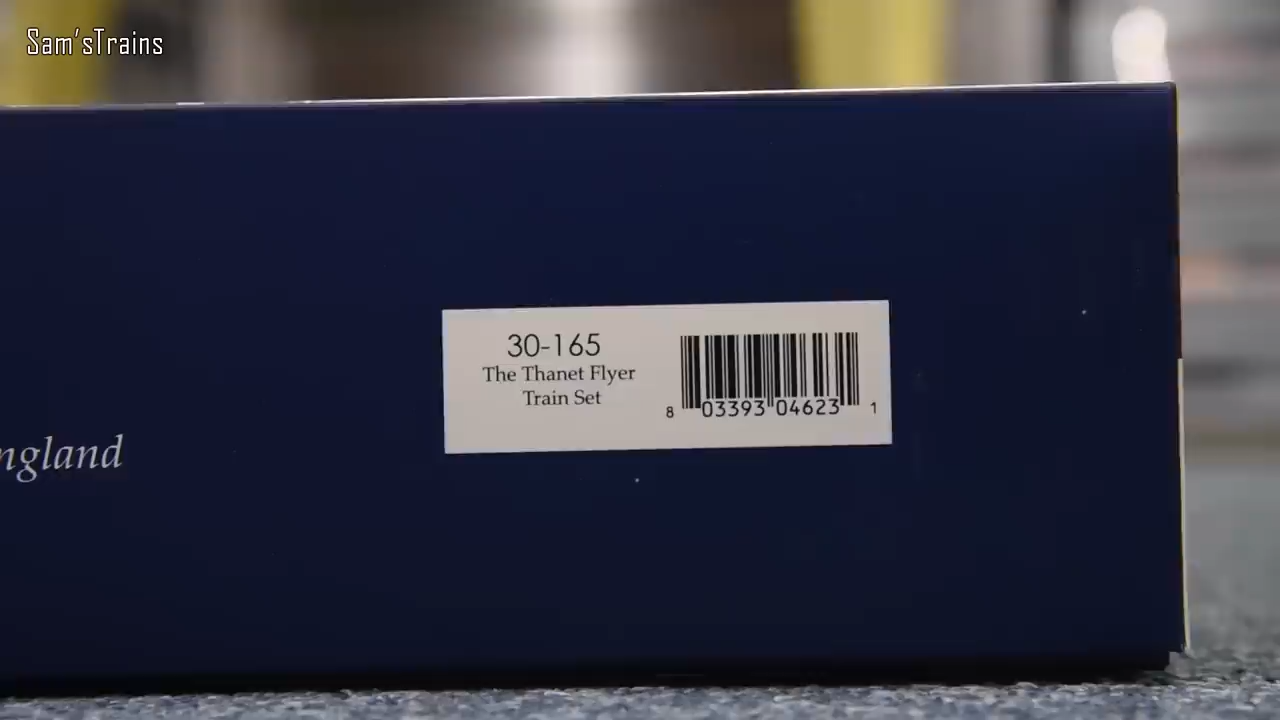 Sam'sTrains
30-165
The Thanet Flyer
Train Set
8 03393 04623 1
ngland